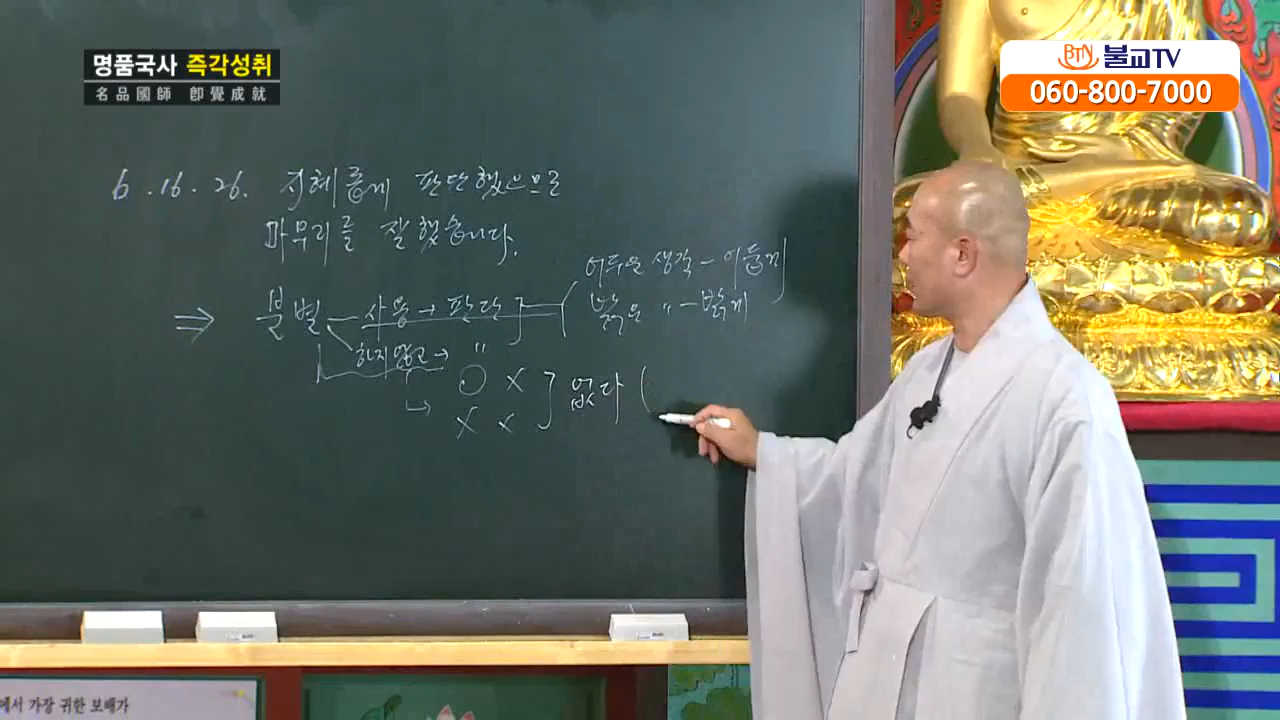 명품국사 즉각성취
名品國師 卽覺成就
BTN 불교TV
060-800-7000
6.16.26. 지혜롭게 판단했으므로
마무리를 잘했습니다.
어두운 생각 - 어둡게
밝은 〃 - 밝게
⇒ 분별 - 사용 → 판단
하지않고 → 〃
○ X
X X
없다 (
에서 가장 귀한 보배가